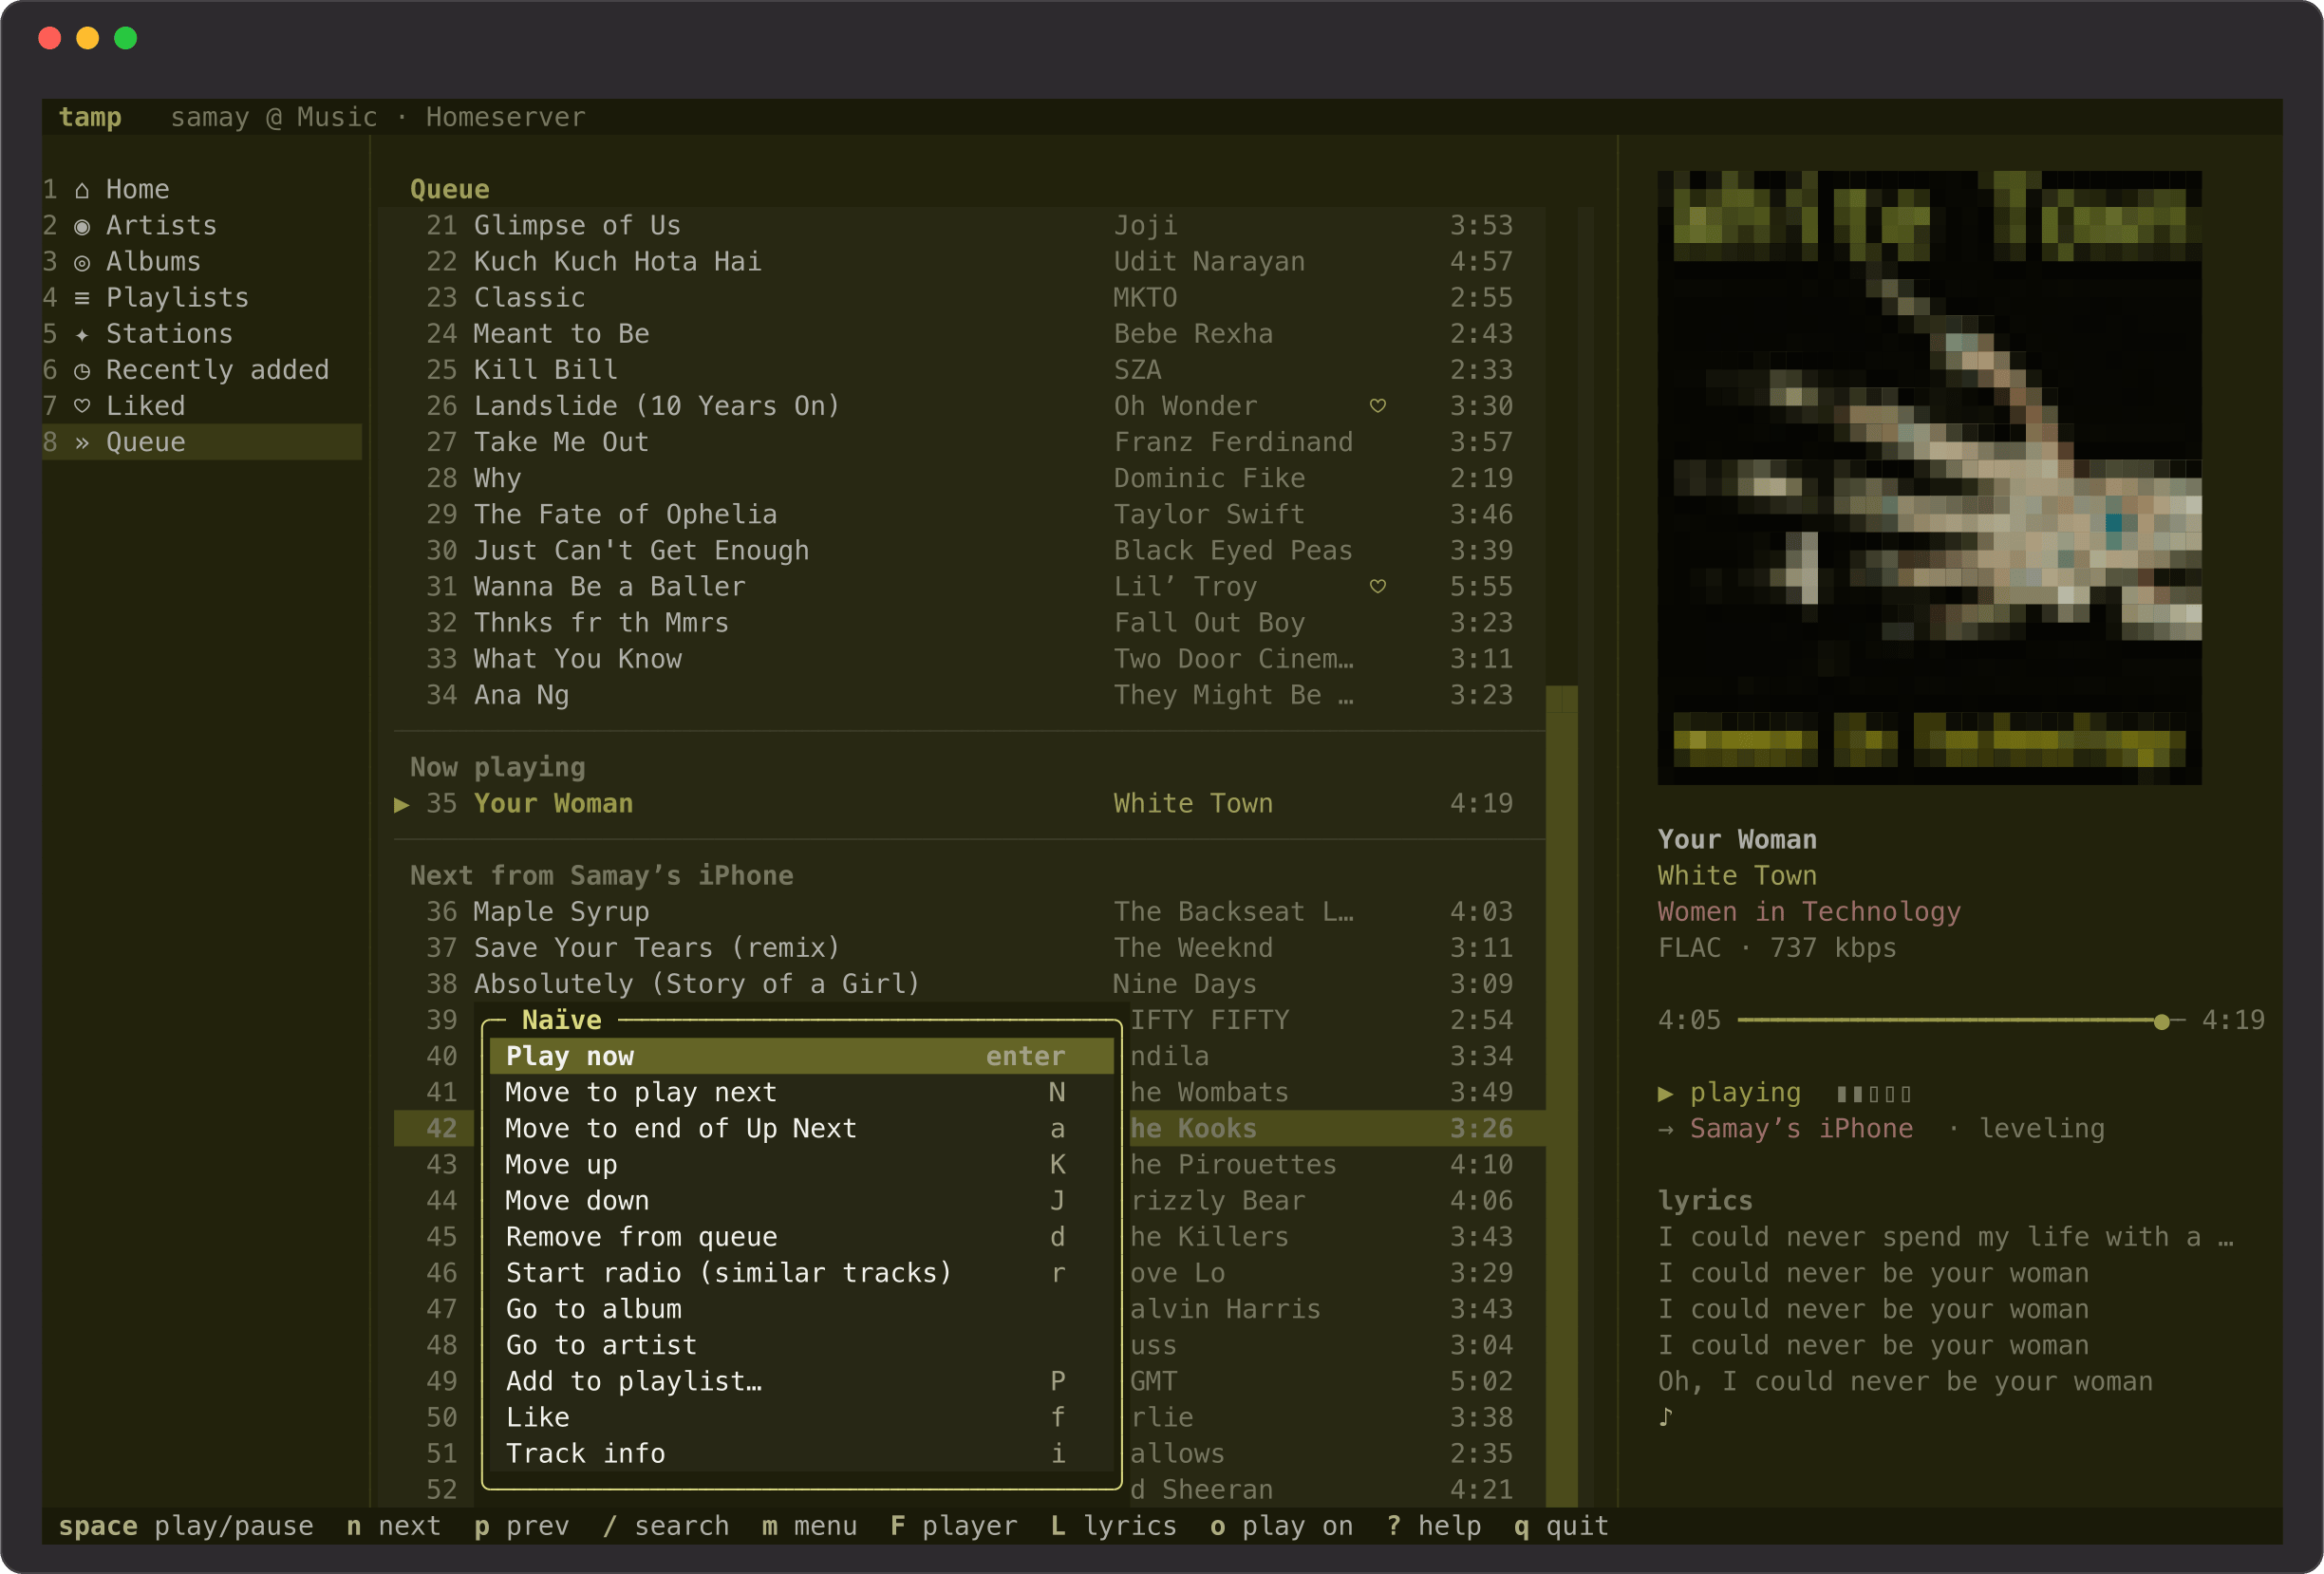 tamp samay @ Music · Homeserver
1 ⌂ Home
2 ◉ Artists
3 ◎ Albums
4 ≡ Playlists
5 ✦ Stations
6 ◷ Recently added
7 ♡ Liked
8 » Queue
Queue
21 Glimpse of Us Joji 3:53
22 Kuch Kuch Hota Hai Udit Narayan 4:57
23 Classic MKTO 2:55
24 Meant to Be Bebe Rexha 2:43
25 Kill Bill SZA 2:33
26 Landslide (10 Years On) Oh Wonder ♡ 3:30
27 Take Me Out Franz Ferdinand 3:57
28 Why Dominic Fike 2:19
29 The Fate of Ophelia Taylor Swift 3:46
30 Just Can't Get Enough Black Eyed Peas 3:39
31 Wanna Be a Baller Lil’ Troy ♡ 5:55
32 Thnks fr th Mmrs Fall Out Boy 3:23
33 What You Know Two Door Cinem… 3:11
34 Ana Ng They Might Be … 3:23
Now playing
▶ 35 Your Woman White Town 4:19
Next from Samay’s iPhone
36 Maple Syrup The Backseat L… 4:03
37 Save Your Tears (remix) The Weeknd 3:11
38 Absolutely (Story of a Girl) Nine Days 3:09
39 IFTY FIFTY 2:54
40 ndila 3:34
41 he Wombats 3:49
42 he Kooks 3:26
43 he Pirouettes 4:10
44 rizzly Bear 4:06
45 he Killers 3:43
46 ove Lo 3:29
47 alvin Harris 3:43
48 uss 3:04
49 GMT 5:02
50 rlie 3:38
51 allows 2:35
52 d Sheeran 4:21
Naïve
Play now enter
Move to play next N
Move to end of Up Next a
Move up K
Move down J
Remove from queue d
Start radio (similar tracks) r
Go to album
Go to artist
Add to playlist… P
Like f
Track info i
Your Woman
White Town
Women in Technology
FLAC · 737 kbps
4:05 4:19
▶ playing
→ Samay’s iPhone · leveling
lyrics
I could never spend my life with a …
I could never be your woman
I could never be your woman
I could never be your woman
Oh, I could never be your woman
♪
space play/pause n next p prev / search m menu F player L lyrics o play on ? help q quit